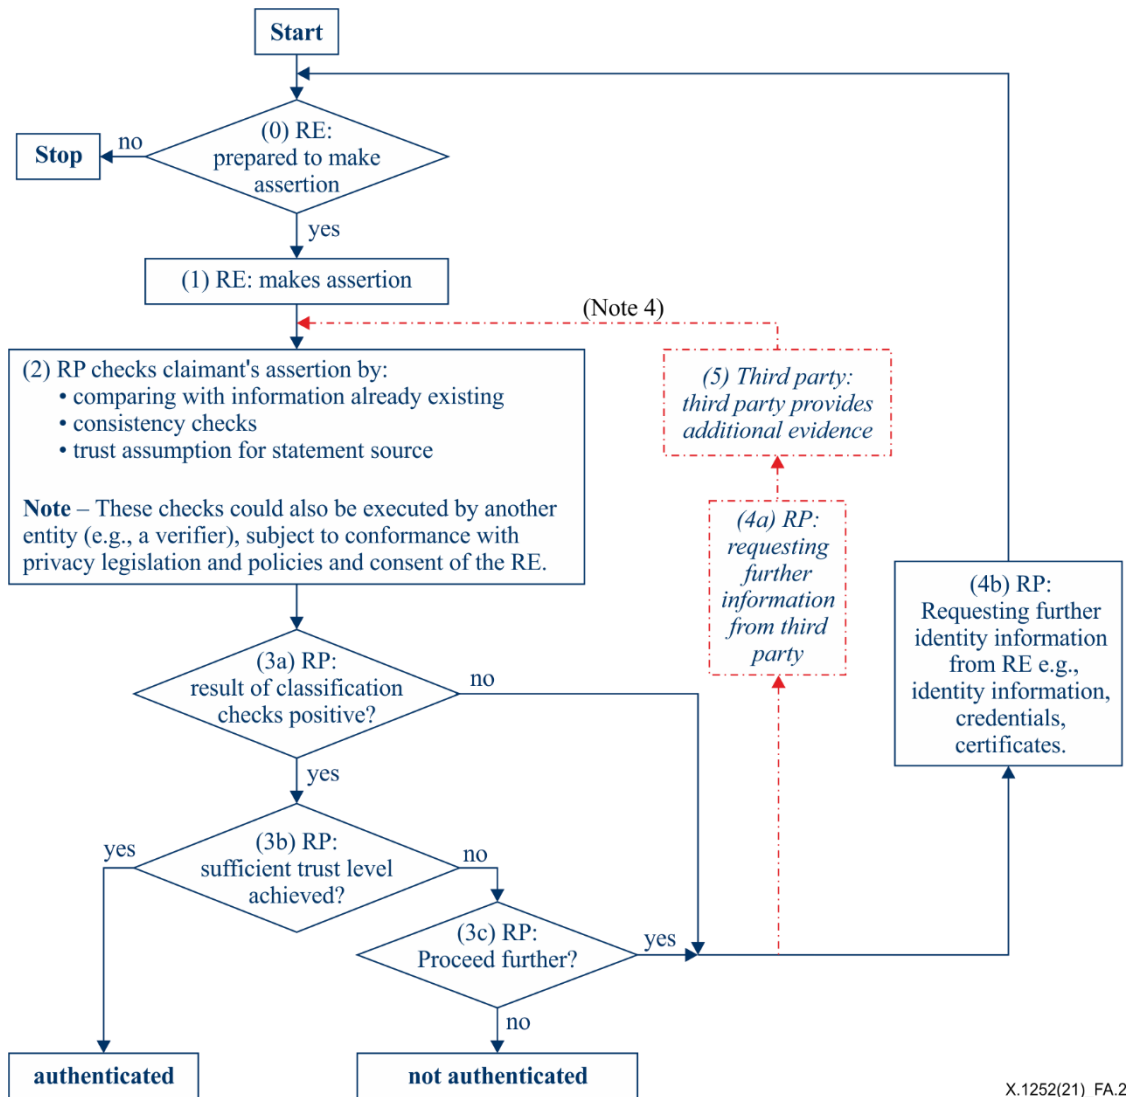 Start
(0) RE:
prepared to make
assertion
no
Stop
yes
(1) RE: makes assertion
(Note 4)
(2) RP checks claimant's assertion by:
• comparing with information already existing
• consistency checks
• trust assumption for statement source
Note – These checks could also be executed by another
entity (e.g., a verifier), subject to conformance with
privacy legislation and policies and consent of the RE.
(5) Third party:
third party provides
additional evidence
(4a) RP:
requesting
further
information
from third
party
(4b) RP:
Requesting further
identity information
from RE e.g.,
identity information,
credentials,
certificates.
(3a) RP:
result of classification
checks positive?
no
yes
(3b) RP:
sufficient trust level
achieved?
yes
no
(3c) RP:
Proceed further?
yes
no
authenticated
not authenticated
X.1252(21)_FA.2